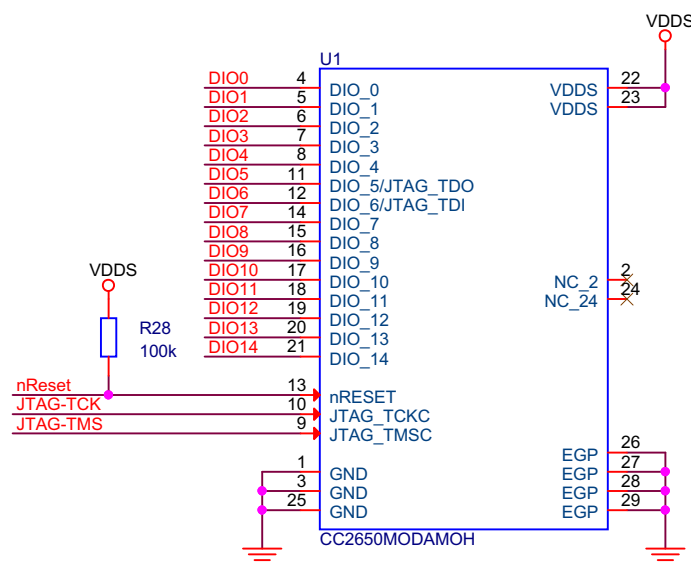 VDDS
U1
DIO0 4 DIO_0 VDDS 22
DIO1 5 DIO_1 VDDS 23
DIO2 6 DIO_2
DIO3 7 DIO_3
DIO4 8 DIO_4
DIO5 11 DIO_5/JTAG_TDO
DIO6 12 DIO_6/JTAG_TDI
DIO7 14 DIO_7
DIO8 15 DIO_8
DIO9 16 DIO_9
DIO10 17 DIO_10 NC_2 2
DIO11 18 DIO_11 NC_24 24
DIO12 19 DIO_12
DIO13 20 DIO_13
DIO14 21 DIO_14
VDDS
R28
100k
nReset 13 nRESET
JTAG-TCK 10 JTAG_TCKC
JTAG-TMS 9 JTAG_TMSC
EGP 26
1 GND EGP 27
3 GND EGP 28
25 GND EGP 29
CC2650MODAMOH